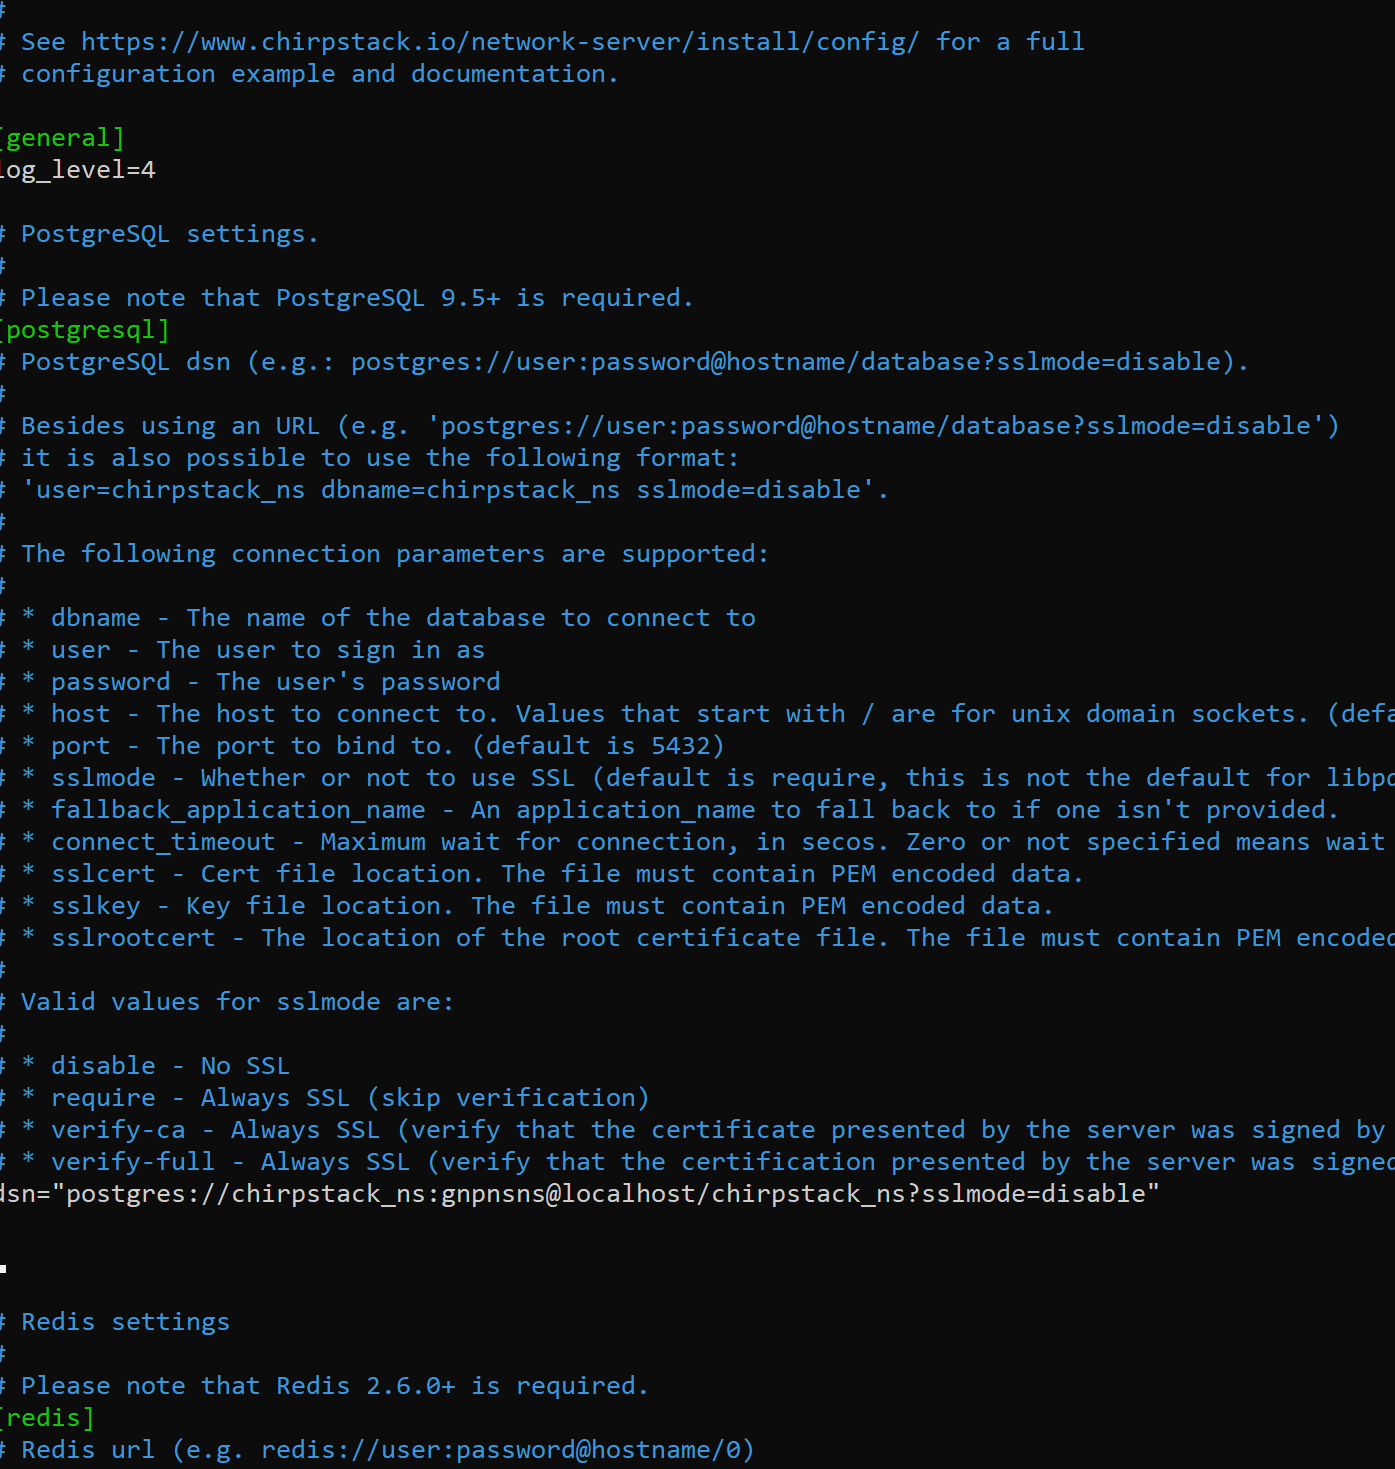 #
# See https://www.chirpstack.io/network-server/install/config/ for a full
# configuration example and documentation.
[general]
log_level=4
# PostgreSQL settings.
#
# Please note that PostgreSQL 9.5+ is required.
[postgresql]
# PostgreSQL dsn (e.g.: postgres://user:password@hostname/database?sslmode=disable).
#
# Besides using an URL (e.g. 'postgres://user:password@hostname/database?sslmode=disable')
# it is also possible to use the following format:
# 'user=chirpstack_ns dbname=chirpstack_ns sslmode=disable'.
#
# The following connection parameters are supported:
#
# * dbname - The name of the database to connect to
# * user - The user to sign in as
# * password - The user's password
# * host - The host to connect to. Values that start with / are for unix domain sockets. (defa
# * port - The port to bind to. (default is 5432)
# * sslmode - Whether or not to use SSL (default is require, this is not the default for libpq
# * fallback_application_name - An application_name to fall back to if one isn't provided.
# * connect_timeout - Maximum wait for connection, in secos. Zero or not specified means wait
# * sslcert - Cert file location. The file must contain PEM encoded data.
# * sslkey - Key file location. The file must contain PEM encoded data.
# * sslrootcert - The location of the root certificate file. The file must contain PEM encoded
#
# Valid values for sslmode are:
#
# * disable - No SSL
# * require - Always SSL (skip verification)
# * verify-ca - Always SSL (verify that the certificate presented by the server was signed by
# * verify-full - Always SSL (verify that the certification presented by the server was signed
dsn="postgres://chirpstack_ns:gnpnsns@localhost/chirpstack_ns?sslmode=disable"
# Redis settings
#
# Please note that Redis 2.6.0+ is required.
[redis]
# Redis url (e.g. redis://user:password@hostname/0)